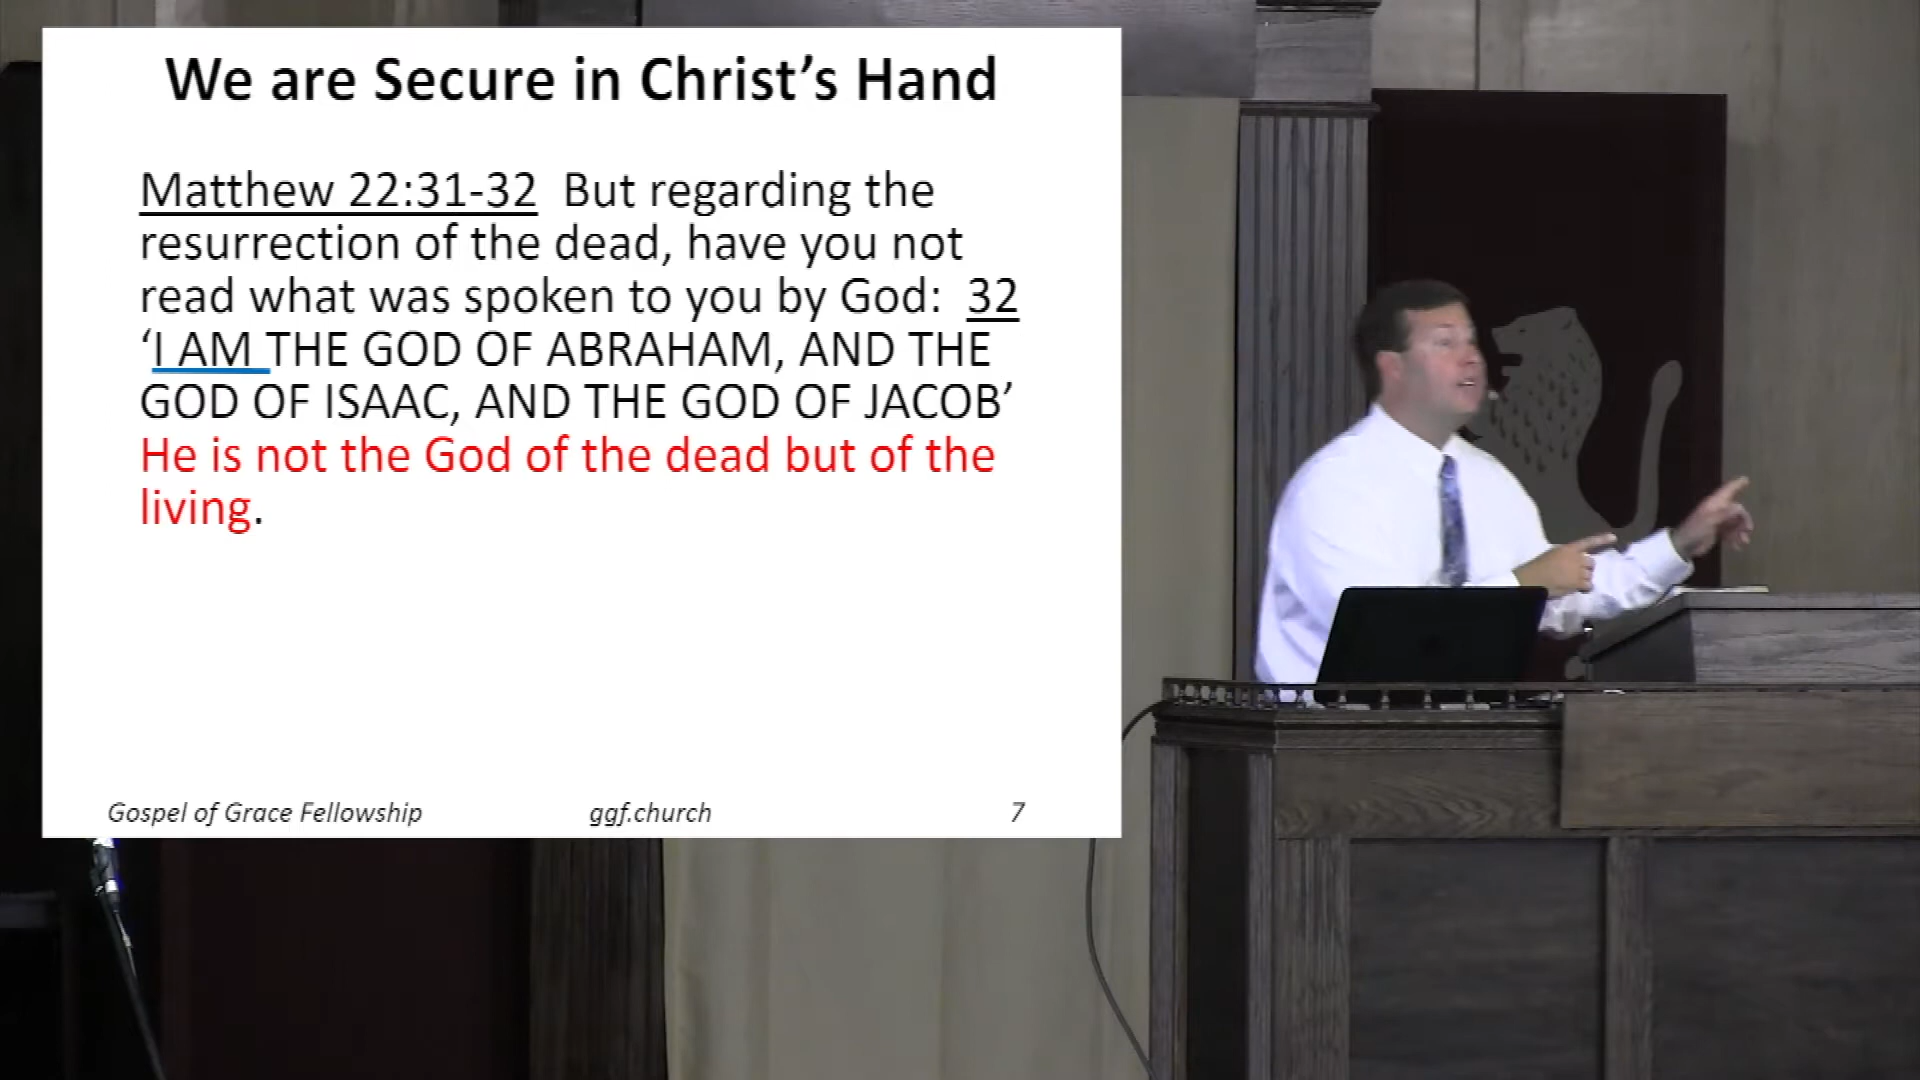 We are Secure in Christ’s Hand
Matthew 22:31-32 But regarding the
resurrection of the dead, have you not
read what was spoken to you by God: 32
‘I AM THE GOD OF ABRAHAM, AND THE
GOD OF ISAAC, AND THE GOD OF JACOB’
He is not the God of the dead but of the
living.
Gospel of Grace Fellowship ggf.church 7